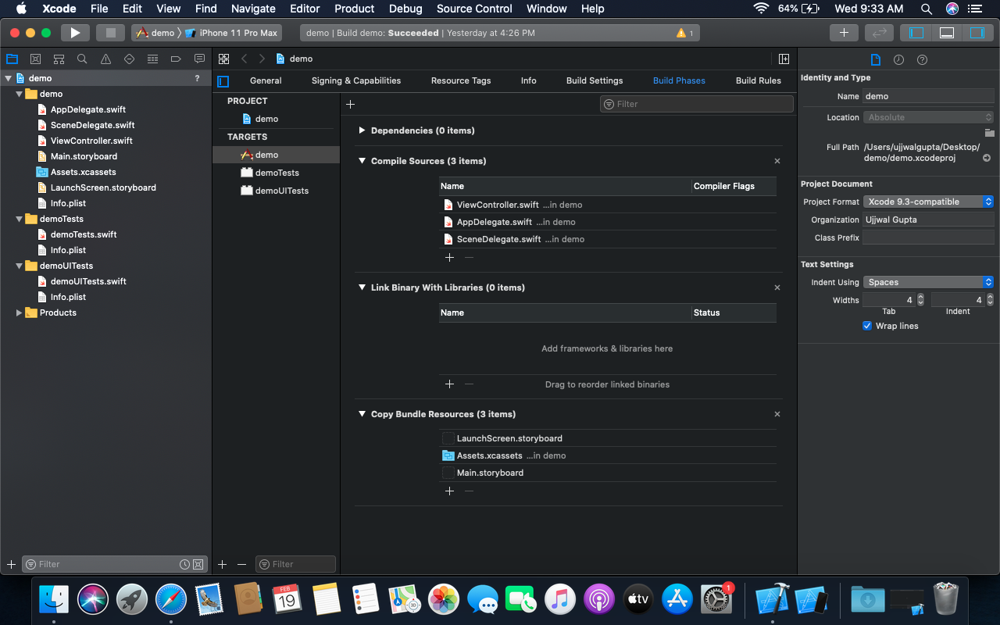 Xcode File Edit View Find Navigate Editor Product Debug Source Control Window Help 64% Wed 9:33 AM
demo iPhone 11 Pro Max demo | Build demo: Succeeded | Yesterday at 4:26 PM 1
demo ?
demo
AppDelegate.swift
SceneDelegate.swift
ViewController.swift
Main.storyboard
Assets.xcassets
LaunchScreen.storyboard
Info.plist
demoTests
demoTests.swift
Info.plist
demoUITests
demoUITests.swift
Info.plist
Products
Filter
demo
General Signing & Capabilities Resource Tags Info Build Settings Build Phases Build Rules
PROJECT
demo
TARGETS
demo
demoTests
demoUITests
Filter
Filter
Dependencies (0 items)
Compile Sources (3 items)
Name Compiler Flags
ViewController.swift ...in demo
AppDelegate.swift ...in demo
SceneDelegate.swift ...in demo
Link Binary With Libraries (0 items)
Name Status
Add frameworks & libraries here
Drag to reorder linked binaries
Copy Bundle Resources (3 items)
LaunchScreen.storyboard
Assets.xcassets ...in demo
Main.storyboard
Identity and Type
Name demo
Location Absolute
Full Path /Users/ujjwalgupta/Desktop/
demo/demo.xcodeproj
Project Document
Project Format Xcode 9.3-compatible
Organization Ujjwal Gupta
Class Prefix
Text Settings
Indent Using Spaces
Widths 4 4
Tab Indent
Wrap lines
FEB
19
tv
1